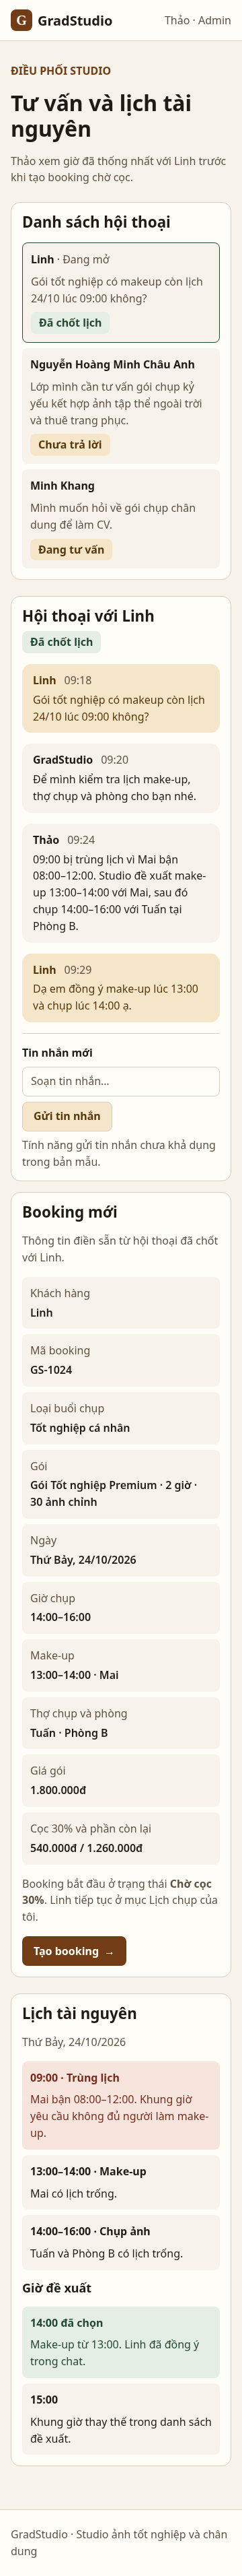 G GradStudio
Thảo · Admin
ĐIỀU PHỐI STUDIO
Tư vấn và lịch tài
nguyên
Thảo xem giờ đã thống nhất với Linh trước
khi tạo booking chờ cọc.
Danh sách hội thoại
Linh · Đang mở
Gói tốt nghiệp có makeup còn lịch
24/10 lúc 09:00 không?
Đã chốt lịch
Nguyễn Hoàng Minh Châu Anh
Lớp mình cần tư vấn gói chụp kỷ
yếu kết hợp ảnh tập thể ngoài trời
và thuê trang phục.
Chưa trả lời
Minh Khang
Mình muốn hỏi về gói chụp chân
dung để làm CV.
Đang tư vấn
Hội thoại với Linh
Đã chốt lịch
Linh 09:18
Gói tốt nghiệp có makeup còn lịch
24/10 lúc 09:00 không?
GradStudio 09:20
Để mình kiểm tra lịch make-up,
thợ chụp và phòng cho bạn nhé.
Thảo 09:24
09:00 bị trùng lịch vì Mai bận
08:00–12:00. Studio đề xuất make-
up 13:00–14:00 với Mai, sau đó
chụp 14:00–16:00 với Tuấn tại
Phòng B.
Linh 09:29
Dạ em đồng ý make-up lúc 13:00
và chụp lúc 14:00 ạ.
Tin nhắn mới
Soạn tin nhắn...
Gửi tin nhắn
Tính năng gửi tin nhắn chưa khả dụng
trong bản mẫu.
Booking mới
Thông tin điền sẵn từ hội thoại đã chốt
với Linh.
Khách hàng
Linh
Mã booking
GS-1024
Loại buổi chụp
Tốt nghiệp cá nhân
Gói
Gói Tốt nghiệp Premium · 2 giờ ·
30 ảnh chỉnh
Ngày
Thứ Bảy, 24/10/2026
Giờ chụp
14:00–16:00
Make-up
13:00–14:00 · Mai
Thợ chụp và phòng
Tuấn · Phòng B
Giá gói
1.800.000đ
Cọc 30% và phần còn lại
540.000đ / 1.260.000đ
Booking bắt đầu ở trạng thái Chờ cọc
30%. Linh tiếp tục ở mục Lịch chụp của
tôi.
Tạo booking →
Lịch tài nguyên
Thứ Bảy, 24/10/2026
09:00 · Trùng lịch
Mai bận 08:00–12:00. Khung giờ
yêu cầu không đủ người làm make-
up.
13:00–14:00 · Make-up
Mai có lịch trống.
14:00–16:00 · Chụp ảnh
Tuấn và Phòng B có lịch trống.
Giờ đề xuất
14:00 đã chọn
Make-up từ 13:00. Linh đã đồng ý
trong chat.
15:00
Khung giờ thay thế trong danh sách
đề xuất.
GradStudio · Studio ảnh tốt nghiệp và chân
dung